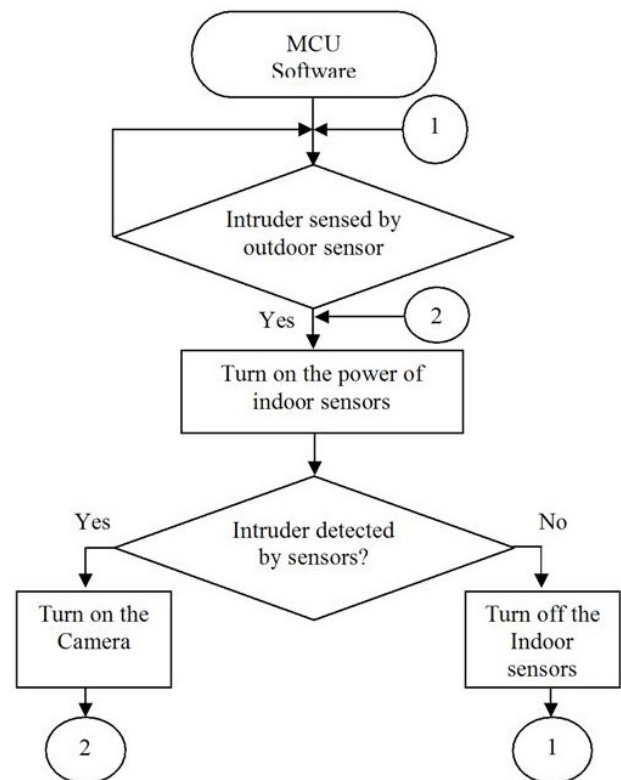 MCU
Software
1
Intruder sensed by
outdoor sensor
Yes
2
Turn on the power of
indoor sensors
Yes
Intruder detected
by sensors?
No
Turn on the
Camera
Turn off the
Indoor
sensors
2
1